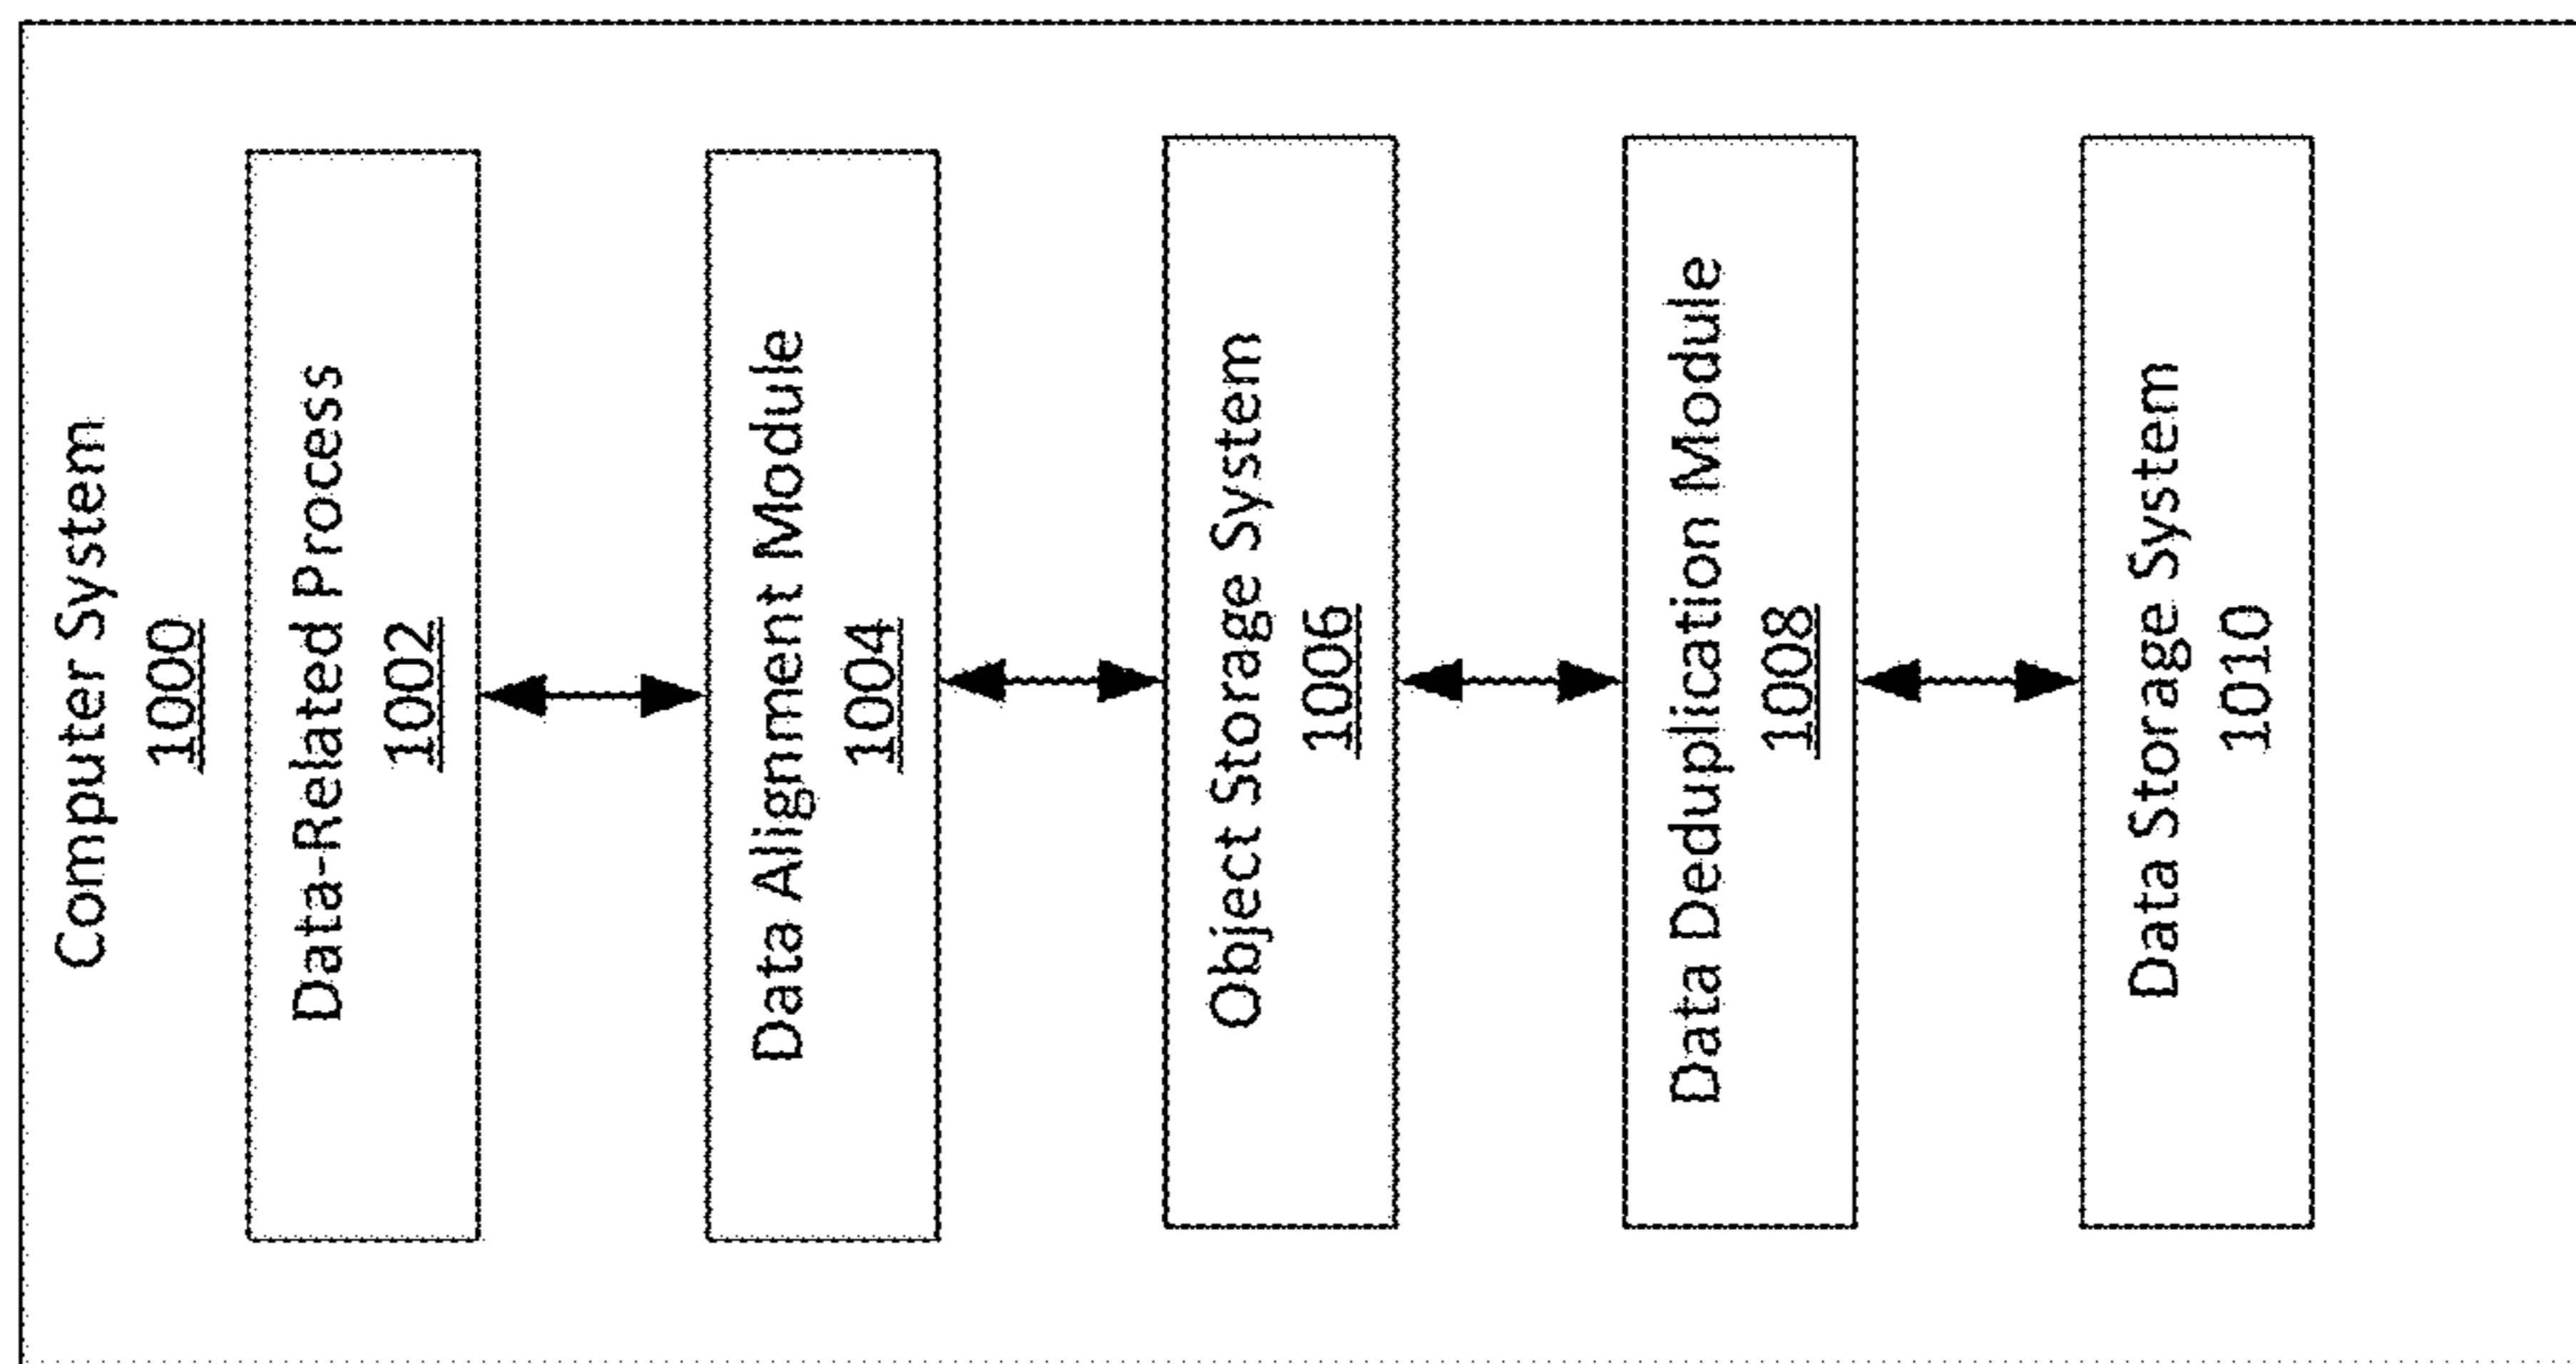 Computer System
1000
Data-Related Process
1002
Data Alignment Module
1004
Object Storage System
1006
Data Deduplication Module
1008
Data Storage System
1010